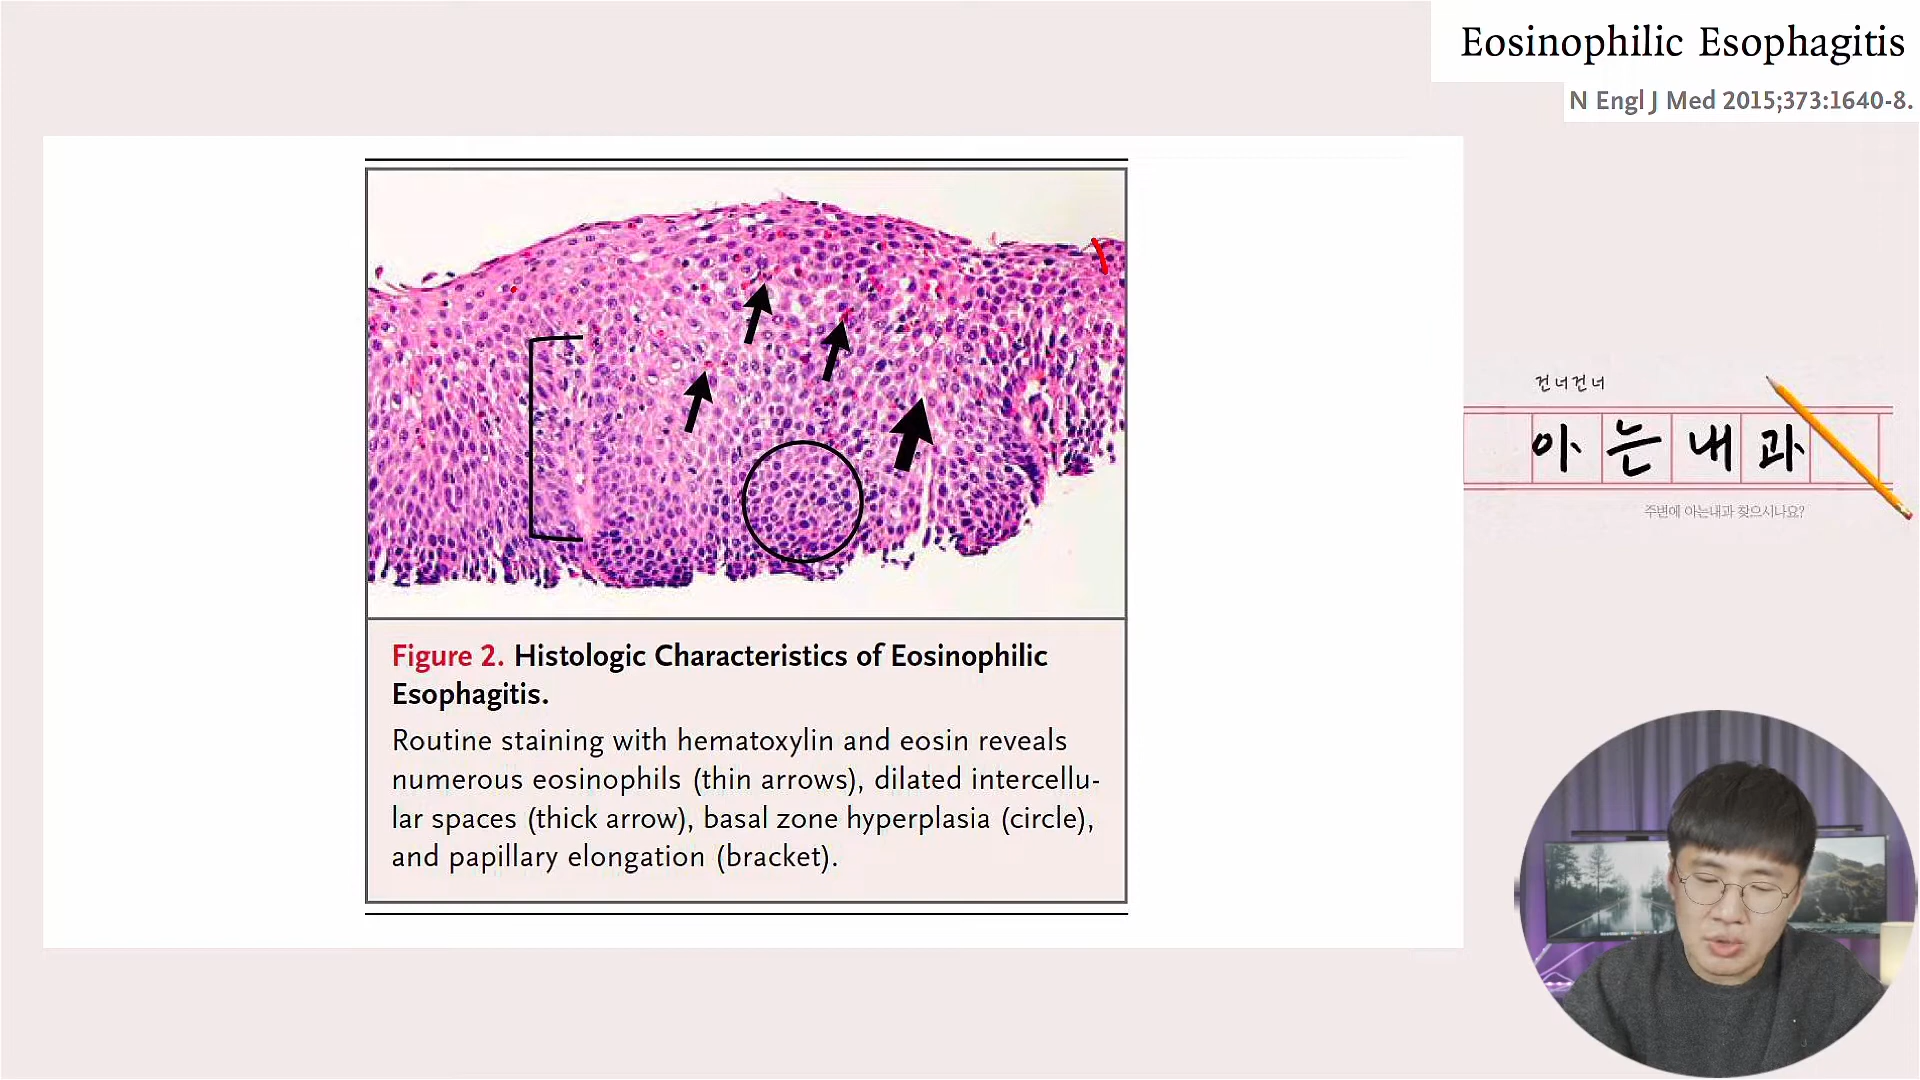 Eosinophilic Esophagitis
N Engl J Med 2015;373:1640-8.
건너건너
아는내과
주변에 아는내과 찾으시나요?
Figure 2. Histologic Characteristics of Eosinophilic
Esophagitis.
Routine staining with hematoxylin and eosin reveals
numerous eosinophils (thin arrows), dilated intercellu-
lar spaces (thick arrow), basal zone hyperplasia (circle),
and papillary elongation (bracket).